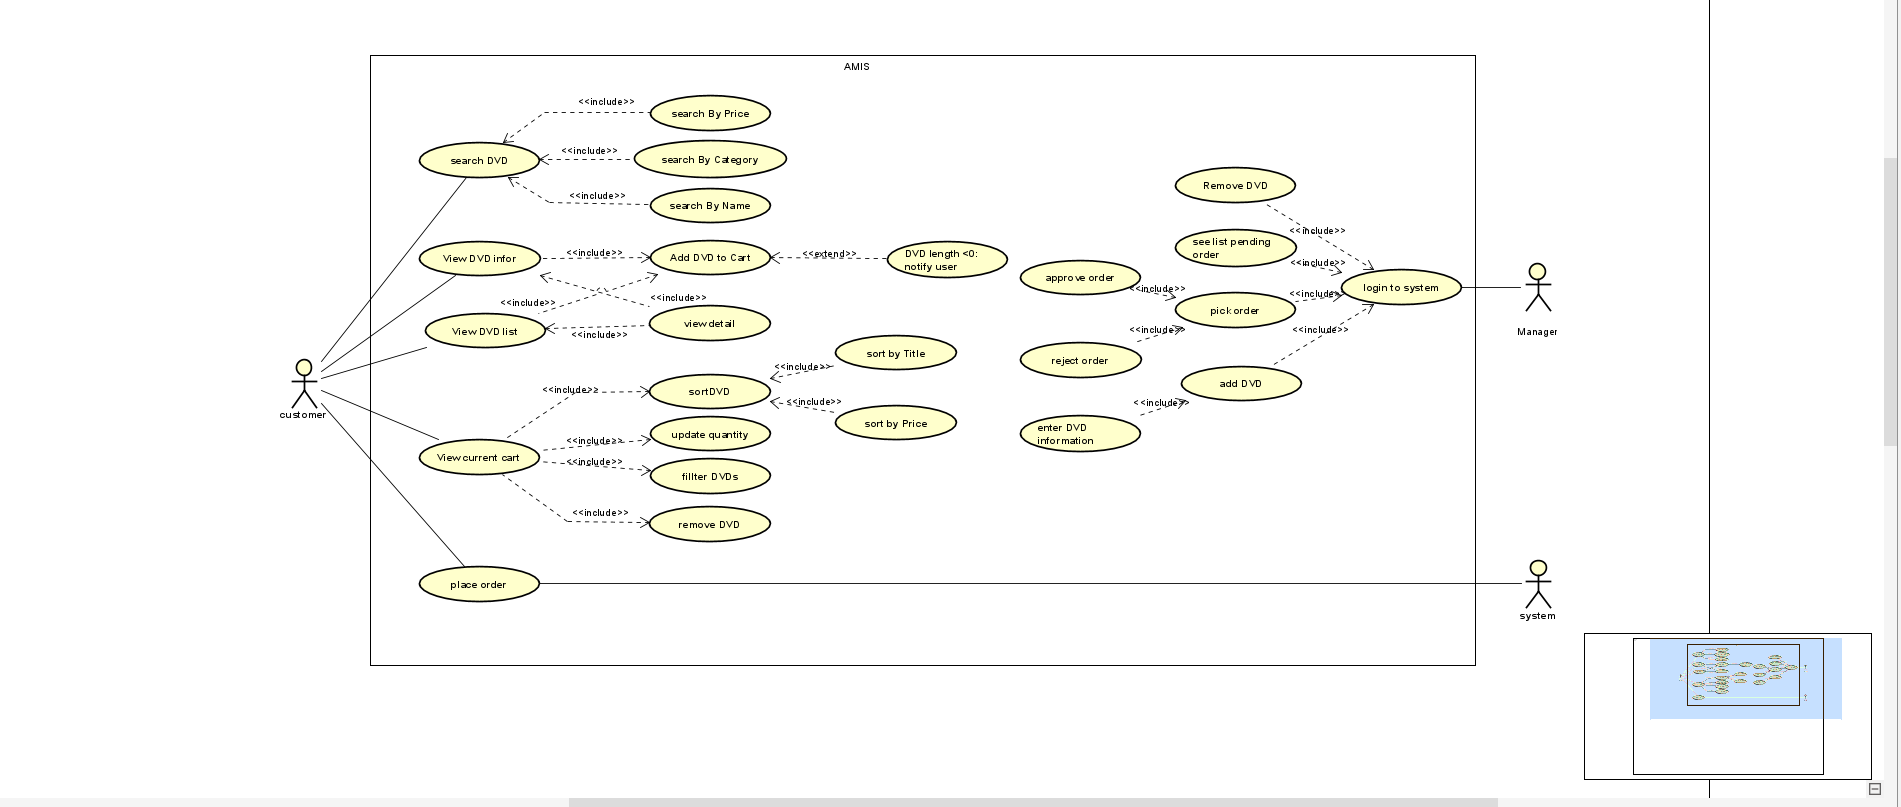 AMIS
<<include>>
search By Price
search DVD
<<include>>
search By Category
<<include>>
search By Name
View DVD infor
<<include>>
Add DVD to Cart
<<extend>>
DVD length <0:
notify user
<<include>>
<<include>>
View DVD list
<<include>>
view detail
customer
<<include>>
sort DVD
<<include>>
sort by Title
<<include>>
sort by Price
View current cart
<<include>>
update quantity
<<include>>
fillter DVDs
<<include>>
remove DVD
place order
Remove DVD
<<include>>
see list pending
order
<<include>>
approve order
<<include>>
pick order
<<include>>
login to system
<<include>>
reject order
<<include>>
add DVD
<<include>>
enter DVD
information
Manager
system